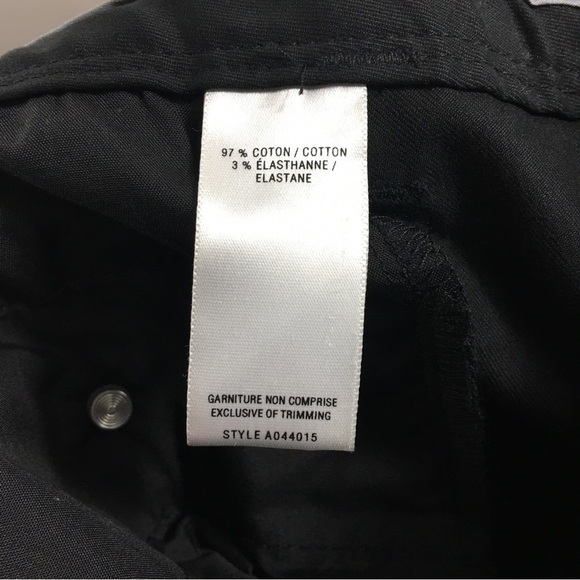 97 % COTON / COTTON
3 % ÉLASTHANNE /
ELASTANE
GARNITURE NON COMPRISE
EXCLUSIVE OF TRIMMING
STYLE A044015